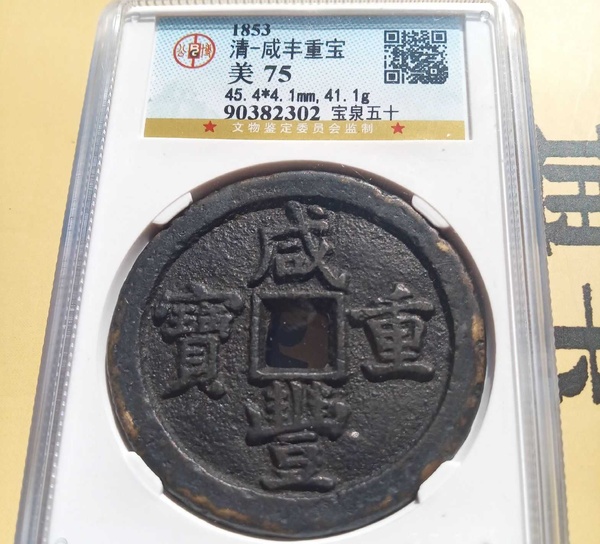 1853
清-咸丰重宝
美 75
45.4*4.1mm,41.1g
90382302 宝泉五十
★ 文物鉴定委员会监制 ★
咸
寶 重
豐